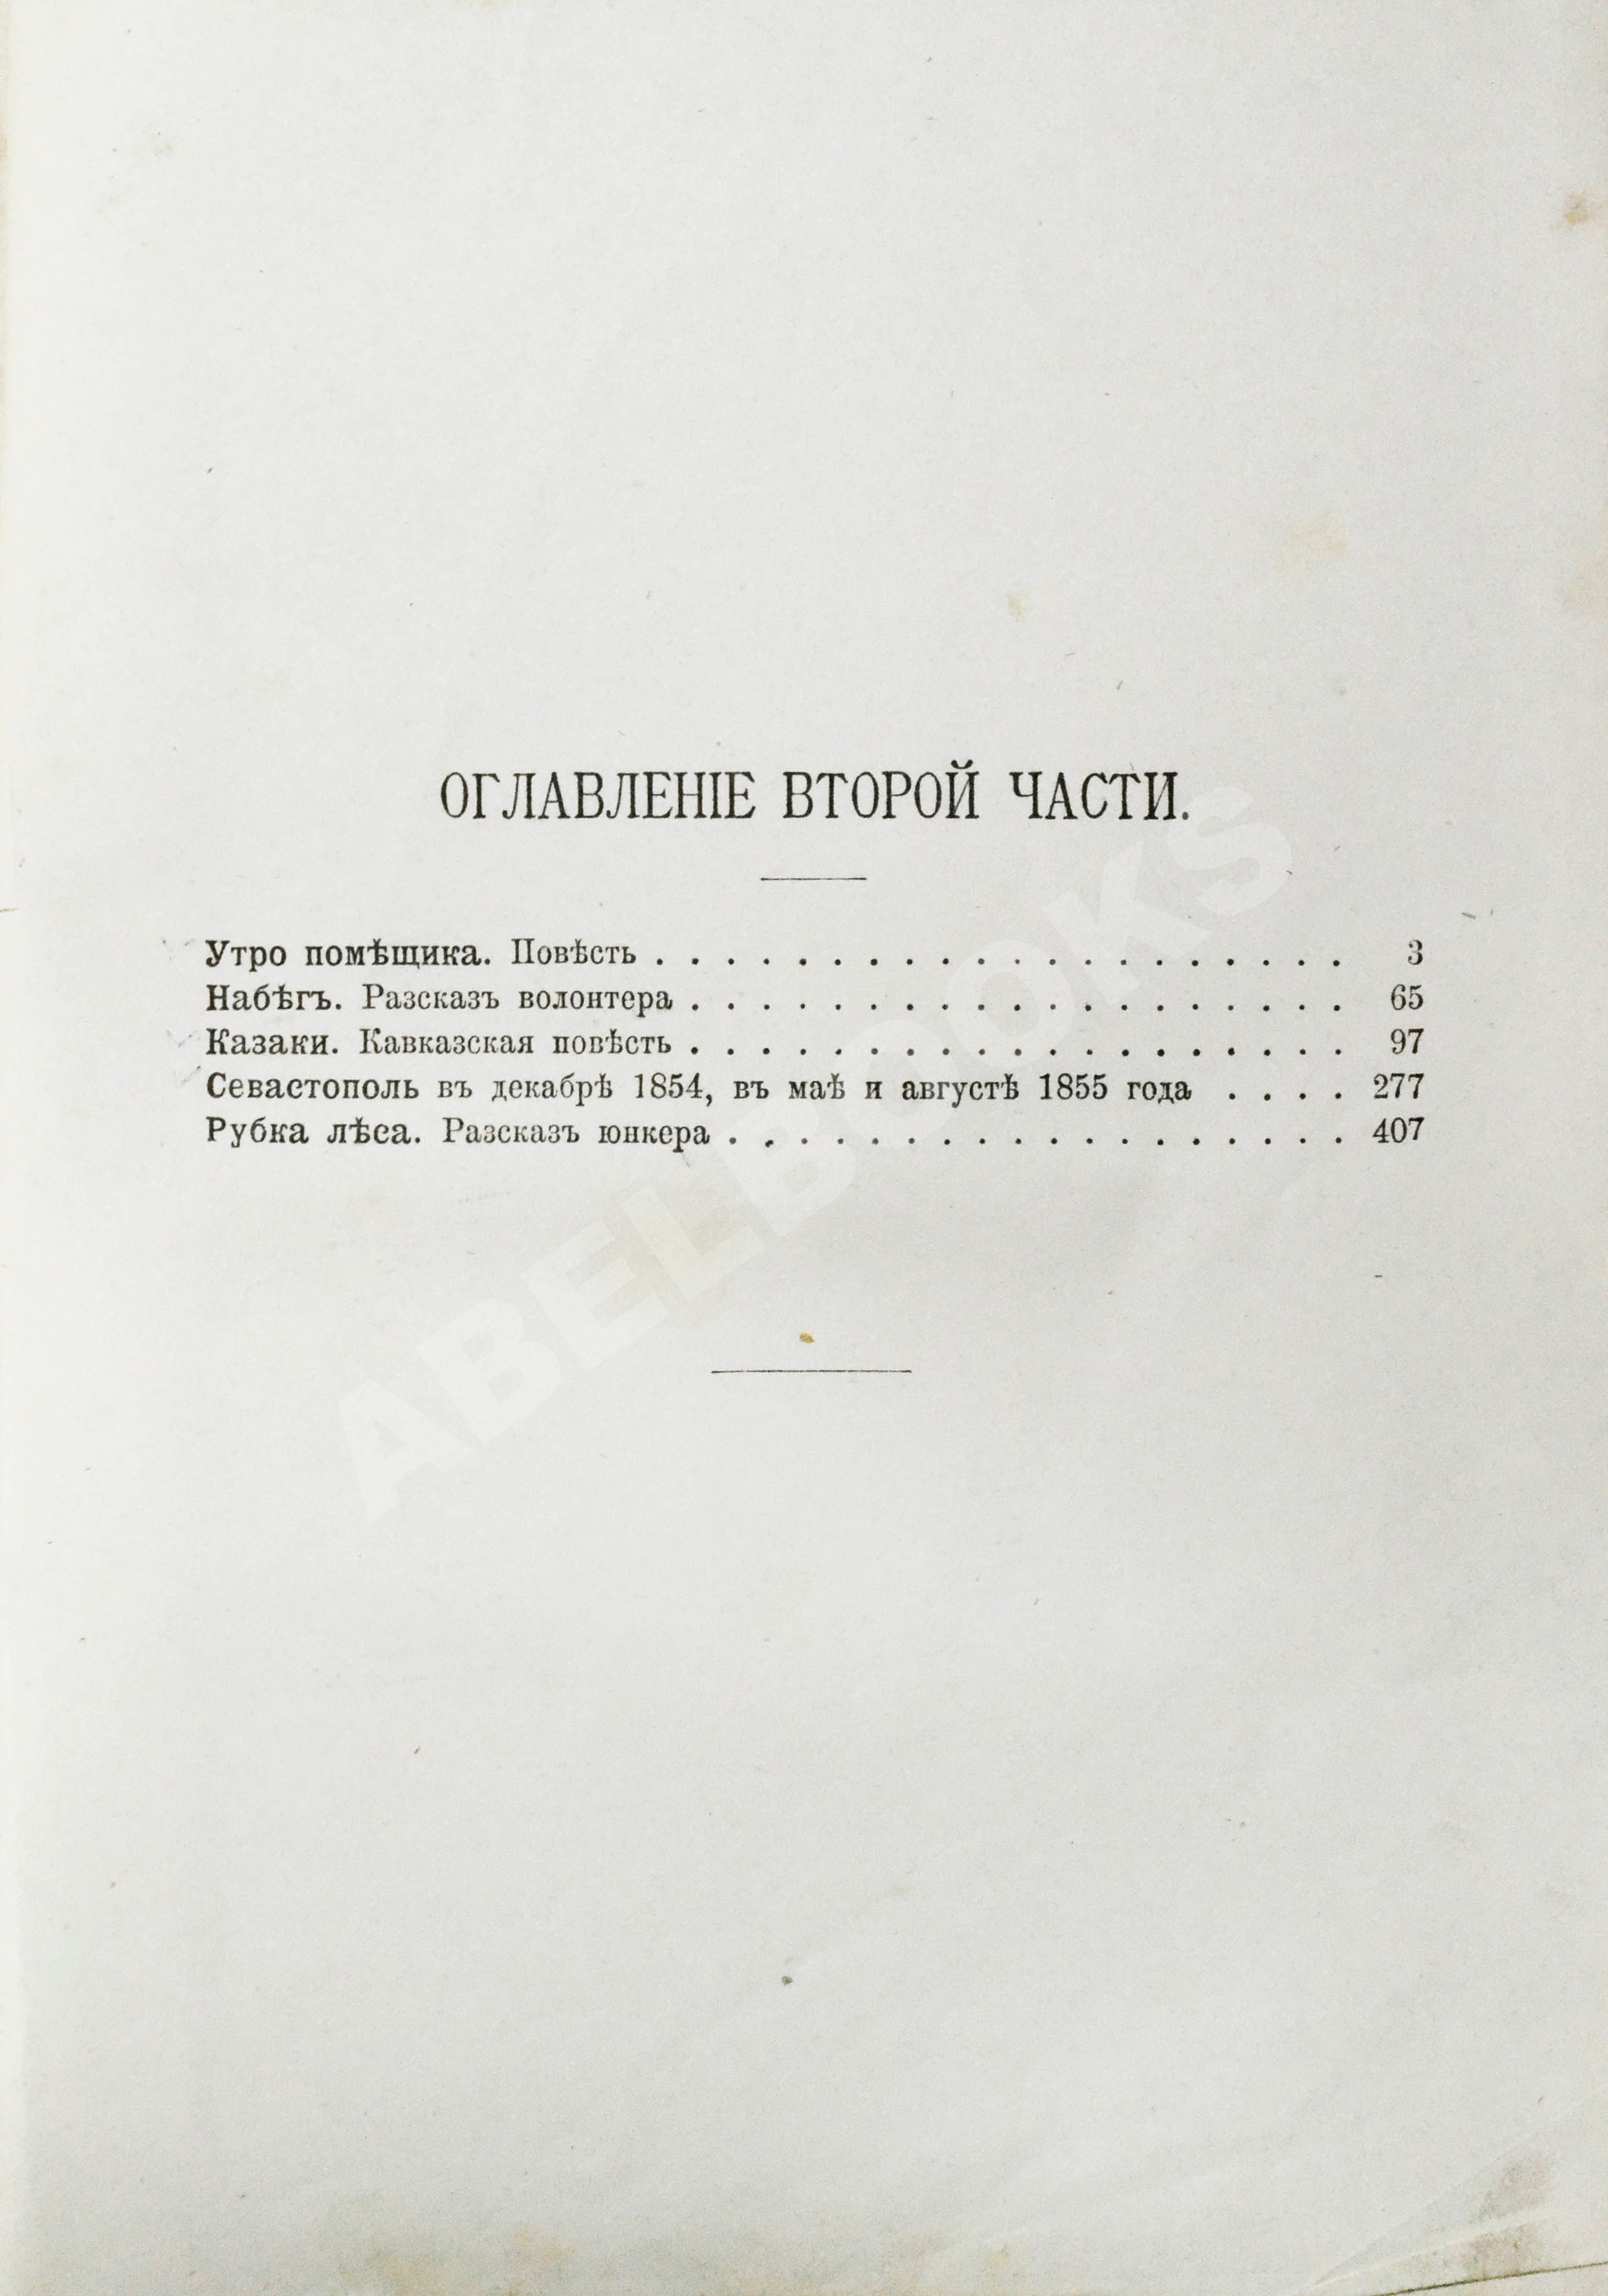 ОГЛАВЛЕНІЕ ВТОРОЙ ЧАСТИ.
Утро помѣщика. Повѣсть . . . . . . . . . . . . . . . . . . . . 3
Набѣгъ. Разсказъ волонтера . . . . . . . . . . . . . . . . . . . 65
Казаки. Кавказская повѣсть . . . . . . . . . . . . . . . . . . . 97
Севастополь въ декабрѣ 1854, въ маѣ и августѣ 1855 года . . . . 277
Рубка лѣса. Разсказъ юнкера . . . . . . . . . . . . . . . . . . 407
ABELBOOKS